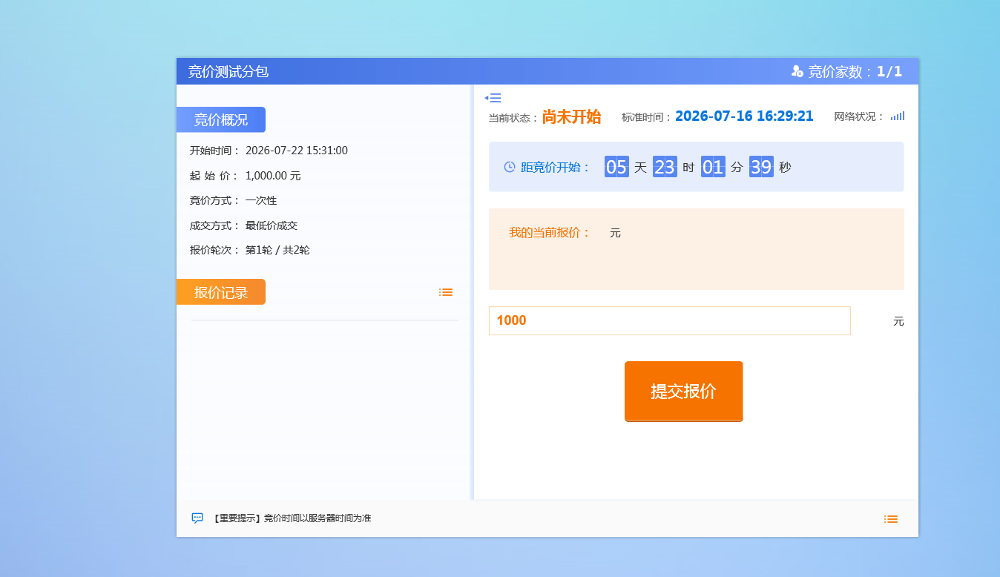 竞价测试分包
竞价家数：1/1
竞价概况
开始时间： 2026-07-22 15:31:00
起 始 价： 1,000.00 元
竞价方式： 一次性
成交方式： 最低价成交
报价轮次： 第1轮 / 共2轮
报价记录
当前状态：尚未开始 标准时间：2026-07-16 16:29:21 网络状况：
距竞价开始： 05 天 23 时 01 分 39 秒
我的当前报价： 元
1000 元
提交报价
【重要提示】竞价时间以服务器时间为准